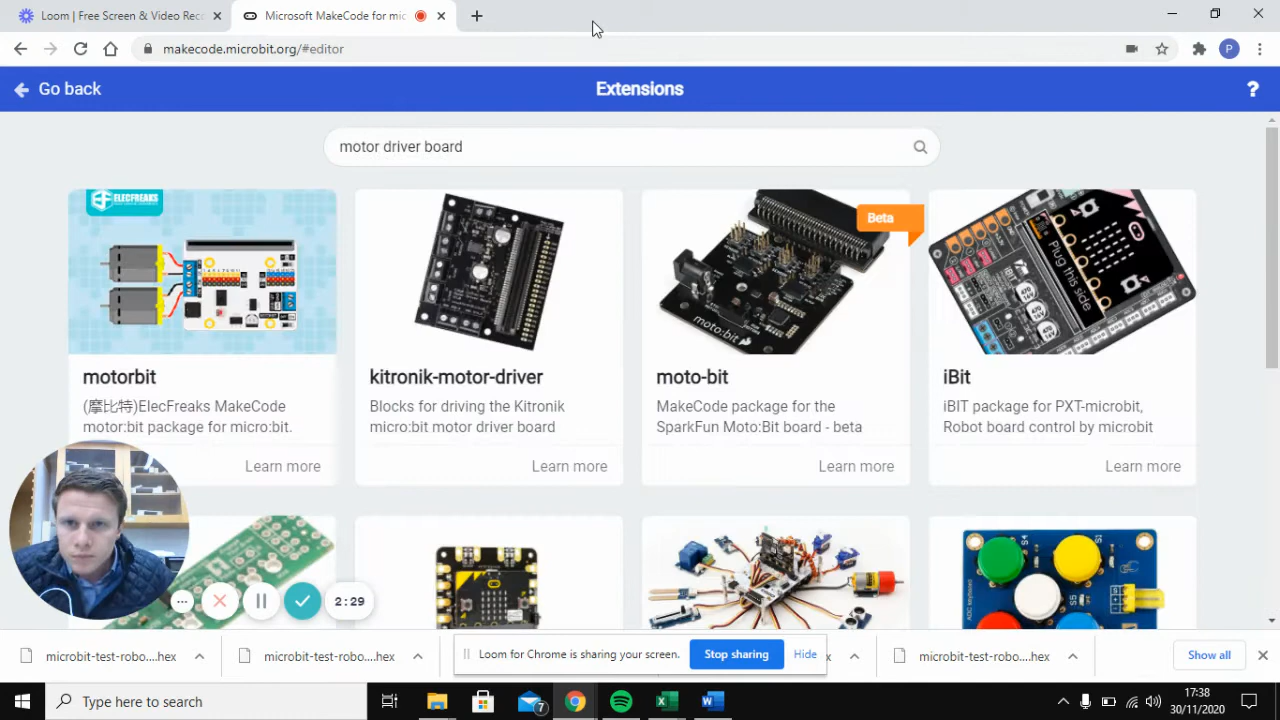 Loom | Free Screen & Video Rec
Microsoft MakeCode for mic
makecode.microbit.org/#editor
P
Go back
Extensions
?
motor driver board
ELECFREAKS
Beta
moto:bit
Plug this side
motorbit
(摩比特)ElecFreaks MakeCode
motor:bit package for micro:bit.
Learn more
kitronik-motor-driver
Blocks for driving the Kitronik
micro:bit motor driver board
Learn more
moto-bit
MakeCode package for the
SparkFun Moto:Bit board - beta
Learn more
iBit
iBIT package for PXT-microbit,
Robot board control by microbit
Learn more
2:29
microbit-test-robo....hex
microbit-test-robo....hex
Loom for Chrome is sharing your screen.
Stop sharing
Hide
microbit-test-robo....hex
Show all
Type here to search
7
17:38
30/11/2020